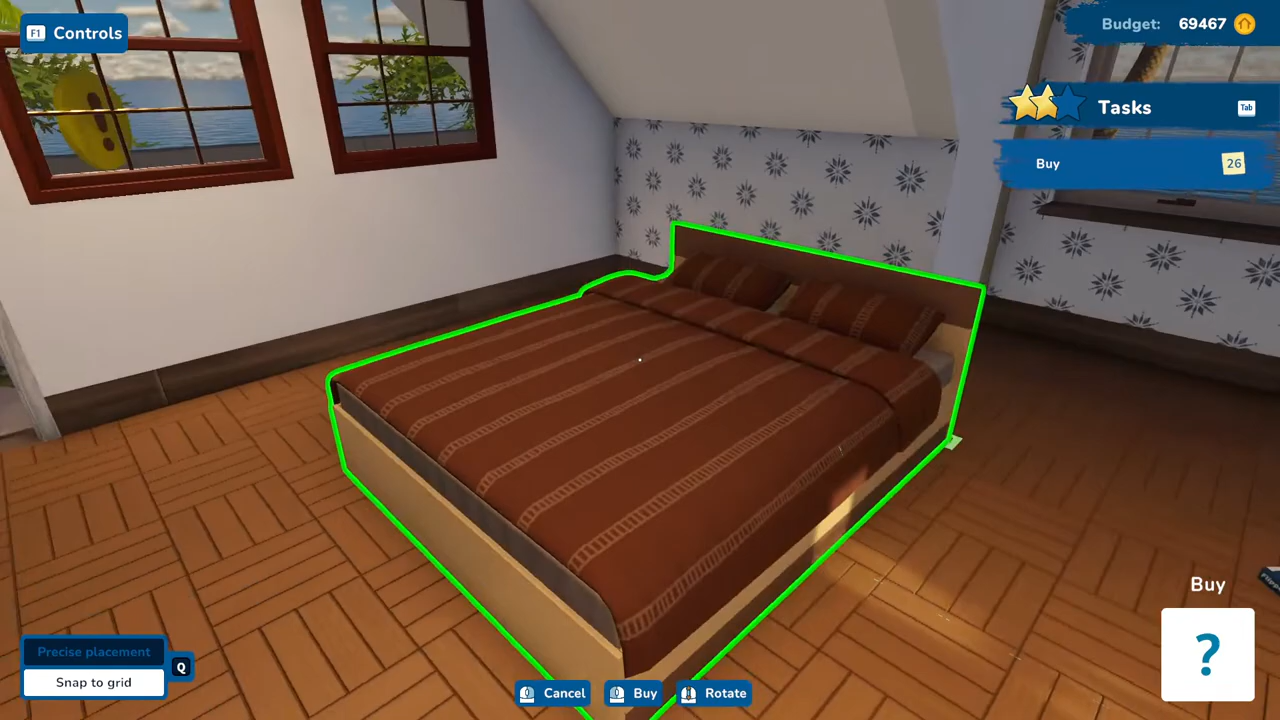 F1 Controls
Budget: 69467
Tasks Tab
Buy 26
Buy
?
Precise placement
Q
Snap to grid
Cancel Buy Rotate